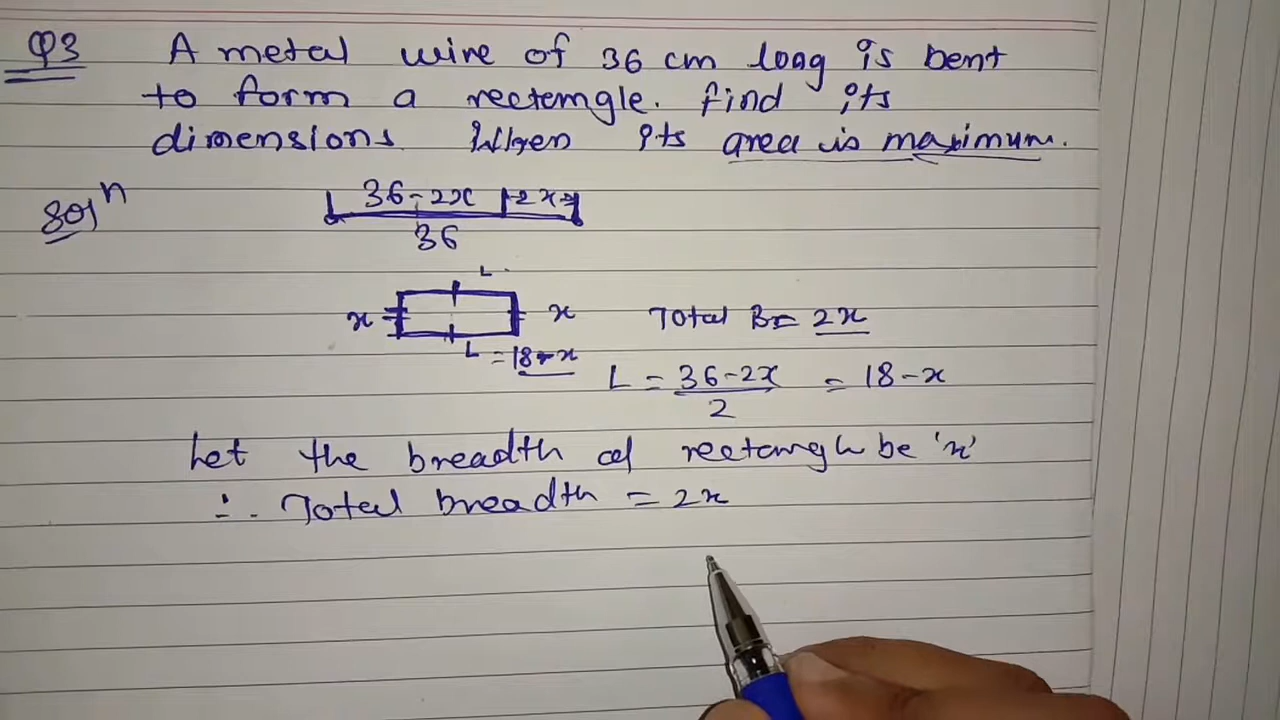 Q3 A metal wire of 36 cm long is bent
to form a rectemgle. find its
dimensions When its area is maximum.
Solⁿ
36-2x 2x
36
L
x x
L = 18-x
Total B= 2x
L = 36-2x / 2 = 18-x
Let the breadth of rectangle be 'x'
∴ Total breadth = 2x